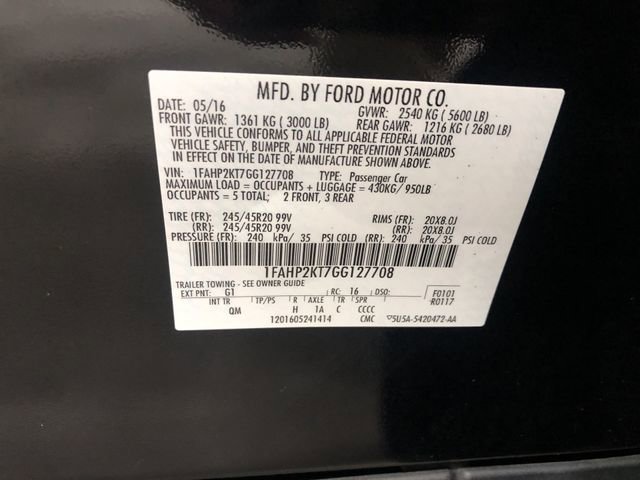 MFD. BY FORD MOTOR CO.
DATE: 05/16 GVWR: 2540 KG ( 5600 LB)
FRONT GAWR: 1361 KG ( 3000 LB) REAR GAWR: 1216 KG ( 2680 LB)
THIS VEHICLE CONFORMS TO ALL APPLICABLE FEDERAL MOTOR
VEHICLE SAFETY, BUMPER, AND THEFT PREVENTION STANDARDS
IN EFFECT ON THE DATE OF MANUFACTURE SHOWN ABOVE.
VIN: 1FAHP2KT7GG127708 TYPE: Passenger Car
MAXIMUM LOAD = OCCUPANTS + LUGGAGE = 430KG/ 950LB
OCCUPANTS = 5 TOTAL; 2 FRONT, 3 REAR
TIRE (FR): 245/45R20 99V RIMS (FR): 20X8.0J
(RR): 245/45R20 99V (RR): 20X8.0J
PRESSURE (FR): 240 kPa/ 35 PSI COLD (RR): 240 kPa/ 35 PSI COLD
1FAHP2KT7GG127708
TRAILER TOWING - SEE OWNER GUIDE
EXT PNT: G1 RC: 16 DSO: F0101
R0117
INT TR TP/PS R AXLE TR SPR
QM H 1A C CCCC
1201605241414 CMC 5U5A-5420472-AA